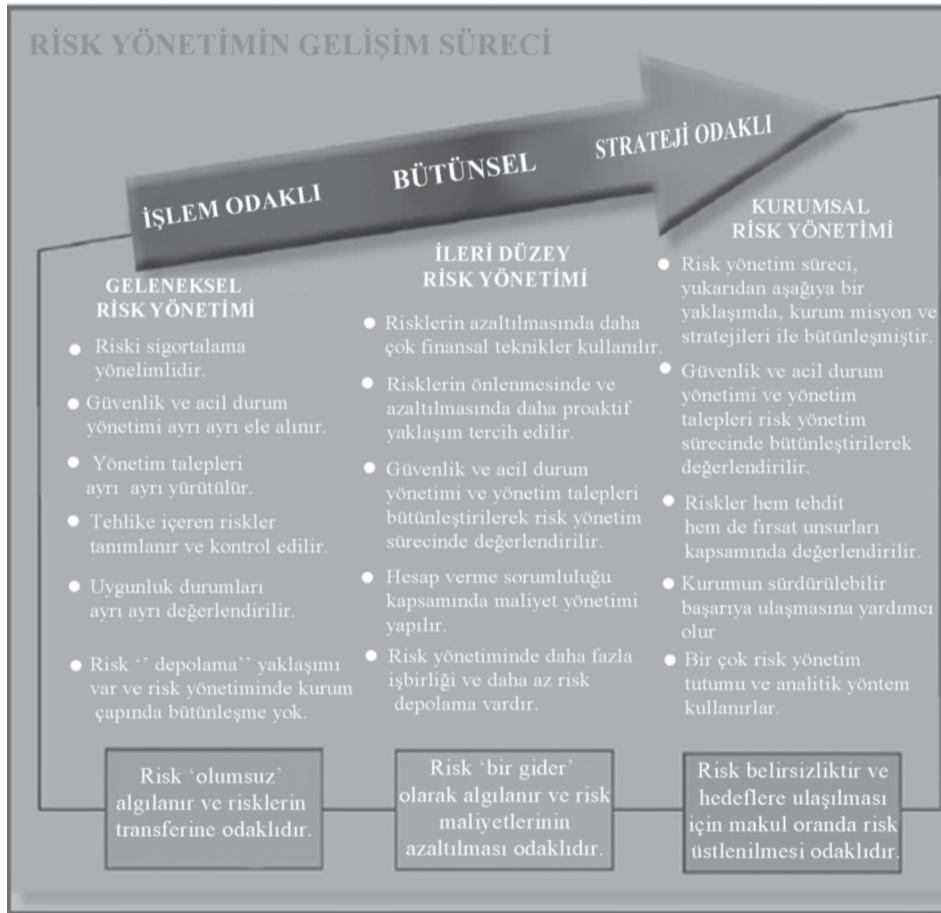 RİSK YÖNETİMİN GELİŞİM SÜRECİ
İŞLEM ODAKLI
BÜTÜNSEL
STRATEJİ ODAKLI
GELENEKSEL
RİSK YÖNETİMİ
● Riski sigortalama
yönelimlidir.
● Güvenlik ve acil durum
yönetimi ayrı ayrı ele alınır.
● Yönetim talepleri
ayrı ayrı yürütülür.
● Tehlike içeren riskler
tanımlanır ve kontrol edilir.
● Uygunluk durumları
ayrı ayrı değerlendirilir.
● Risk ‘’ depolama’’ yaklaşımı
var ve risk yönetiminde kurum
çapında bütünleşme yok.
Risk ‘olumsuz’
algılanır ve risklerin
transferine odaklıdır.
İLERİ DÜZEY
RİSK YÖNETİMİ
● Risklerin azaltılmasında daha
çok finansal teknikler kullanılır.
● Risklerin önlenmesinde ve
azaltılmasında daha proaktif
yaklaşım tercih edilir.
● Güvenlik ve acil durum
yönetimi ve yönetim talepleri
bütünleştirilerek risk yönetim
sürecinde değerlendirilir.
● Hesap verme sorumluluğu
kapsamında maliyet yönetimi
yapılır.
● Risk yönetiminde daha fazla
işbirliği ve daha az risk
depolama vardır.
Risk ‘bir gider’
olarak algılanır ve risk
maliyetlerinin
azaltılması odaklıdır.
KURUMSAL
RİSK YÖNETİMİ
● Risk yönetim süreci,
yukarıdan aşağıya bir
yaklaşımda, kurum misyon ve
stratejileri ile bütünleşmiştir.
● Güvenlik ve acil durum
yönetimi ve yönetim
talepleri risk yönetim
sürecinde bütünleştirilerek
değerlendirilir.
● Riskler hem tehdit
hem de fırsat unsurları
kapsamında değerlendirilir.
● Kurumun sürdürülebilir
başarıya ulaşmasına yardımcı
olur
● Bir çok risk yönetim
tutumu ve analitik yöntem
kullanırlar.
Risk belirsizliktir ve
hedeflere ulaşılması
için makul oranda risk
üstlenilmesi odaklıdır.